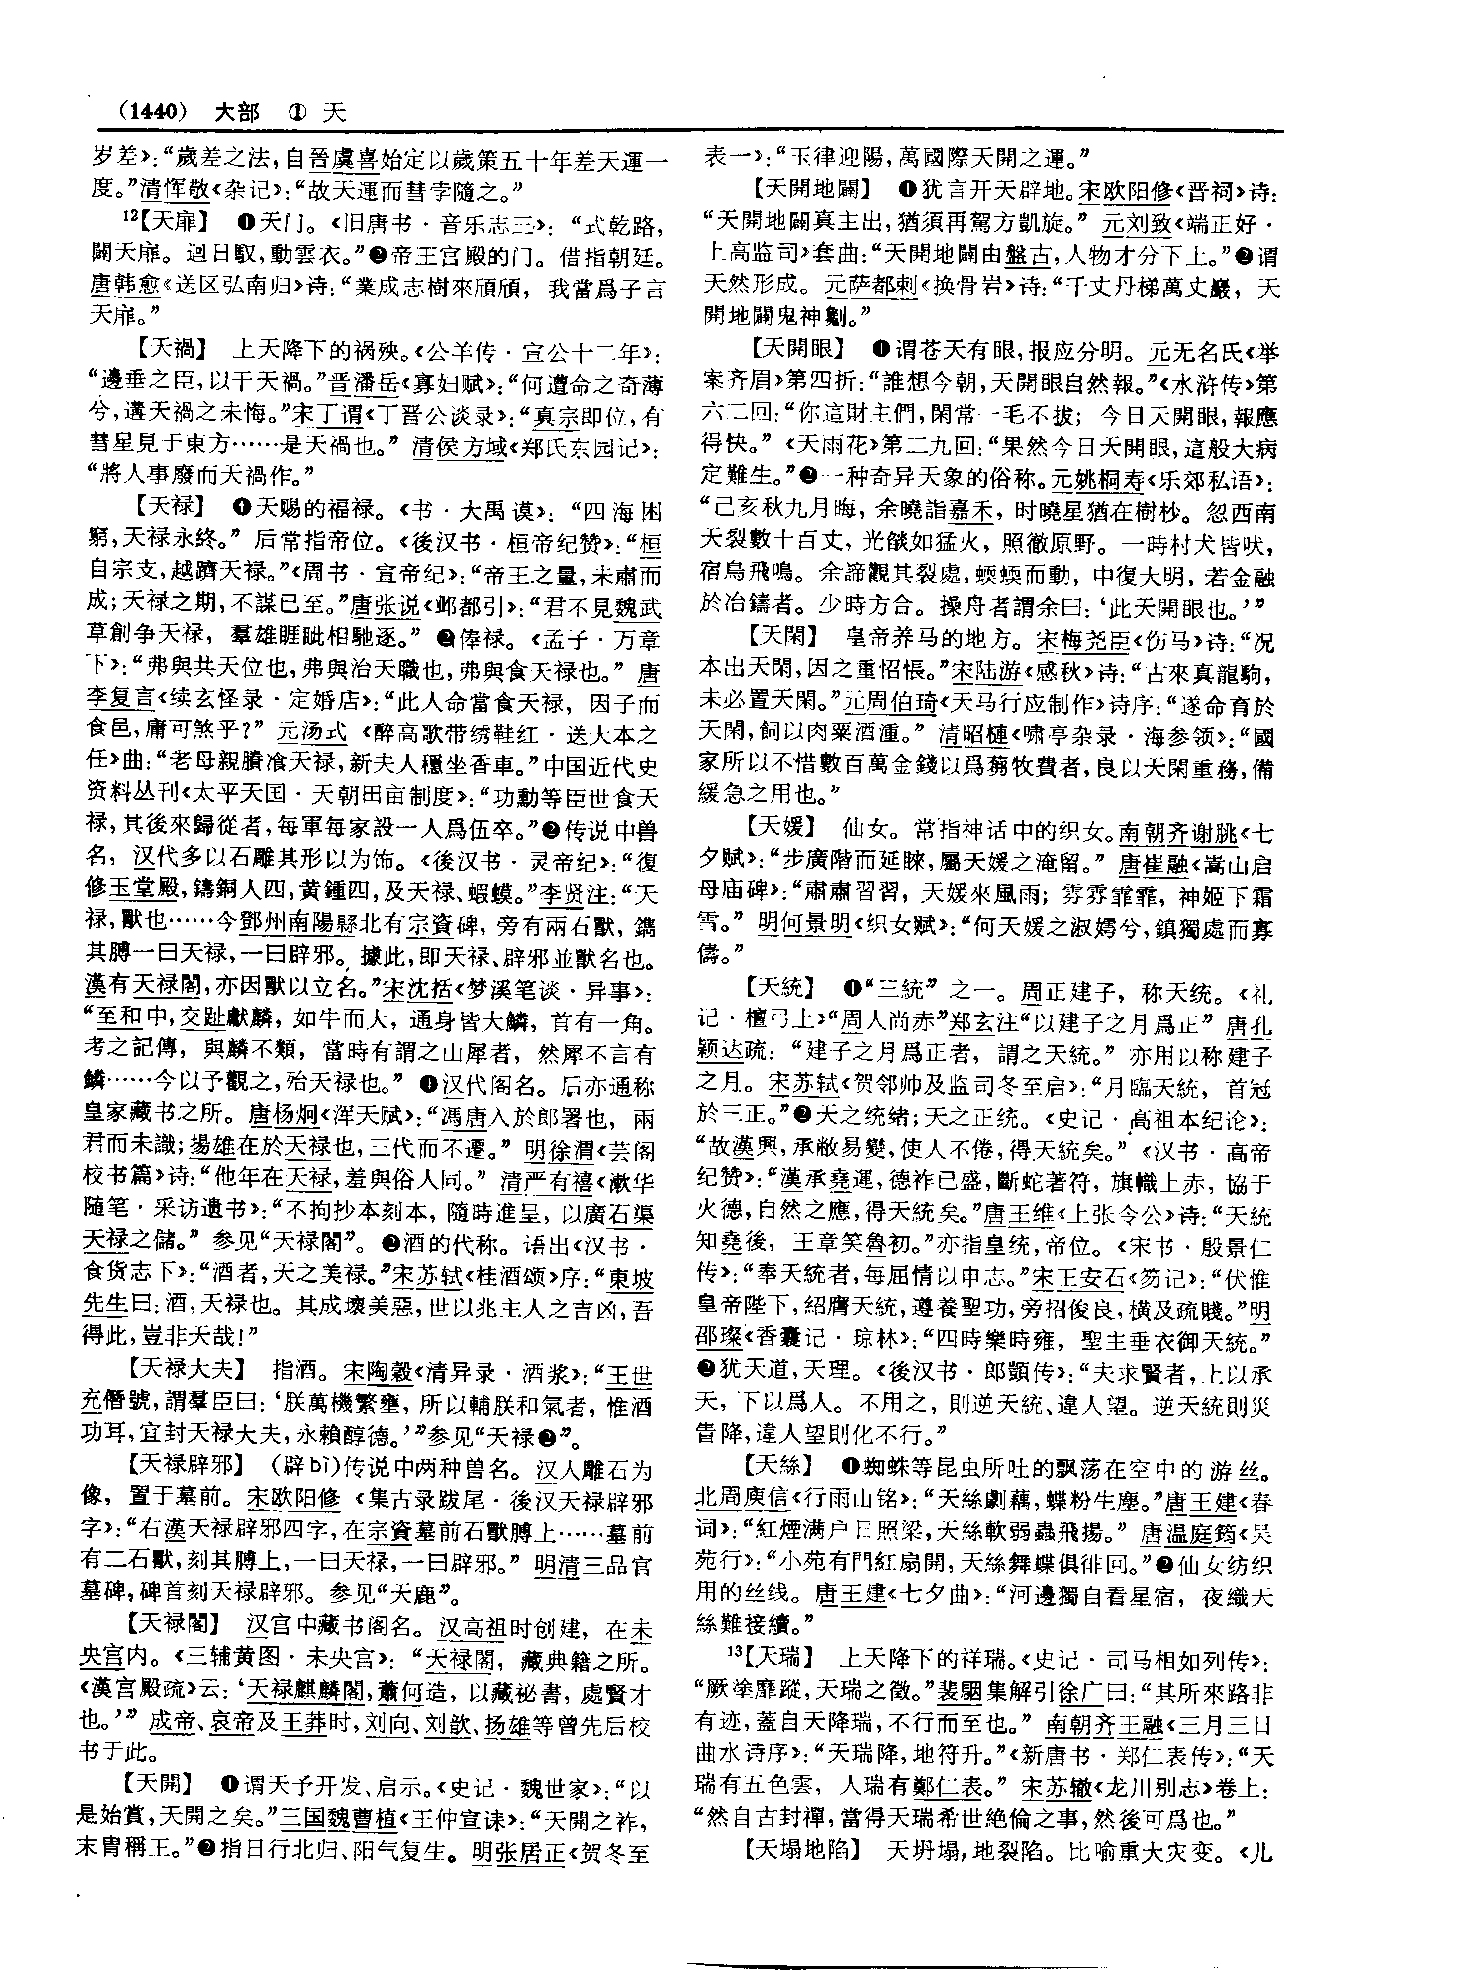 (1440) 大部 ① 天
岁差》:“歲差之法,自晉虞喜始定以歲策五十年差天運一
度。”清恽敬《杂记》:“故天運而彗孛隨之。”
12【天扉】 ❶天门。《旧唐书·音乐志三》:“式乾路,
闢天扉。迴日馭,動雲衣。”❷帝王宫殿的门。借指朝廷。
唐韩愈《送区弘南归》诗:“業成志樹來頎頎,我當爲子言
天扉。”
【天禍】 上天降下的祸殃。《公羊传·宣公十二年》:
“邊垂之臣,以干天禍。”晋潘岳《寡妇赋》:“何遭命之奇薄
兮,遘天禍之未悔。”宋丁谓《丁晋公谈录》:“真宗即位,有
彗星見于東方……是天禍也。” 清侯方域《郑氏东园记》:
“將人事廢而天禍作。”
【天禄】 ❶天赐的福禄。《书·大禹谟》:“四海困
窮,天禄永终。” 后常指帝位。《後汉书·桓帝纪赞》:“桓
自宗支,越躋天禄。”《周书·宣帝纪》:“帝王之量,未肅而
成;天禄之期,不謀已至。”唐张说《邺都引》:“君不見魏武
草創争天禄,羣雄睚眦相馳逐。” ❷俸禄。《孟子·万章
下》:“弗與共天位也,弗與治天職也,弗與食天禄也。” 唐
李复言《续玄怪录·定婚店》:“此人命當食天禄,因子而
食邑,庸可煞乎?” 元汤式《醉高歌带绣鞋红·送大本之
任》曲:“老母親賸飡天禄,新夫人穩坐香車。”中国近代史
资料丛刊《太平天囯·天朝田亩制度》:“功勳等臣世食天
禄,其後來歸從者,每軍每家設一人爲伍卒。”❸传说中兽
名,汉代多以石雕其形以为饰。《後汉书·灵帝纪》:“復
修玉堂殿,鑄銅人四,黄鍾四,及天禄、蝦蟆。”李贤注:“天
禄,獸也……今鄧州南陽縣北有宗資碑,旁有兩石獸,鐫
其膊一曰天禄,一曰辟邪。據此,即天禄、辟邪並獸名也。
漢有天禄閣,亦因獸以立名。”宋沈括《梦溪笔谈·异事》:
“至和中,交趾獻麟,如牛而大,通身皆大鱗,首有一角。
考之記傳,與麟不類,當時有謂之山犀者,然犀不言有
鱗……今以予觀之,殆天禄也。” ❹汉代阁名。后亦通称
皇家藏书之所。唐杨炯《浑天赋》:“馮唐入於郎署也,兩
君而未識;揚雄在於天禄也,三代而不遷。” 明徐渭《芸阁
校书篇》诗:“他年在天禄,羞與俗人同。” 清严有禧《漱华
随笔·采访遗书》:“不拘抄本刻本,隨時進呈,以廣石渠
天禄之儲。” 参见“天禄閣”。❺酒的代称。语出《汉书·
食货志下》:“酒者,天之美禄。”宋苏轼《桂酒颂》序:“東坡
先生曰:酒,天禄也。其成壞美惡,世以兆主人之吉凶,吾
得此,豈非天哉!”
【天禄大夫】 指酒。宋陶穀《清异录·酒浆》:“王世
充僭號,謂羣臣曰:‘朕萬機繁壅,所以輔朕和氣者,惟酒
功耳,宜封天禄大夫,永賴醇德。’”参见“天禄❺”。
【天禄辟邪】 (辟bì)传说中两种兽名。汉人雕石为
像,置于墓前。宋欧阳修《集古录跋尾·後汉天禄辟邪
字》:“右漢天禄辟邪四字,在宗資墓前石獸膊上……墓前
有二石獸,刻其膊上,一曰天禄,一曰辟邪。” 明清三品官
墓碑,碑首刻天禄辟邪。参见“天鹿”。
【天禄閣】 汉宫中藏书阁名。汉高祖时创建,在未
央宫内。《三辅黄图·未央宫》:“天禄閣,藏典籍之所。
《漢宫殿疏》云:‘天禄麒麟閣,蕭何造,以藏祕書,處賢才
也。’” 成帝、哀帝及王莽时,刘向、刘歆、扬雄等曾先后校
书于此。
【天開】 ❶谓天予开发、启示。《史记·魏世家》:“以
是始賞,天開之矣。”三国魏曹植《王仲宣诔》:“天開之祚,
末胄稱王。”❷指日行北归、阳气复生。明张居正《贺冬至
表一》:“玉律迎陽,萬國際天開之運。”
【天開地闢】 ❶犹言开天辟地。宋欧阳修《晋祠》诗:
“天開地闢真主出,猶須再駕方凱旋。” 元刘致《端正好·
上高监司》套曲:“天開地闢由盤古,人物才分下上。”❷谓
天然形成。元萨都剌《换骨岩》诗:“千丈丹梯萬丈巖,天
開地闢鬼神劖。”
【天開眼】 ❶谓苍天有眼,报应分明。元无名氏《举
案齐眉》第四折:“誰想今朝,天開眼自然報。”《水浒传》第
六二回:“你這財主們,閑常一毛不拔;今日天開眼,報應
得快。” 《天雨花》第二九回:“果然今日天開眼,這般大病
定難生。”❷一种奇异天象的俗称。元姚桐寿《乐郊私语》:
“己亥秋九月晦,余曉詣嘉禾,时曉星猶在樹杪。忽西南
天裂數十百丈,光燄如猛火,照徹原野。一時村犬皆吠,
宿鳥飛鳴。余諦觀其裂處,蝡蝡而動,中復大明,若金融
於冶鑄者。少時方合。操舟者謂余曰:‘此天開眼也。’”
【天閑】 皇帝养马的地方。宋梅尧臣《伤马》诗:“况
本出天閑,因之重怊悵。”宋陆游《感秋》诗:“古來真龍駒,
未必置天閑。”元周伯琦《天马行应制作》诗序:“遂命育於
天閑,飼以肉粟酒湩。” 清昭槤《啸亭杂录·海参领》:“國
家所以不惜數百萬金錢以爲芻牧費者,良以天閑重務,備
緩急之用也。”
【天媛】 仙女。常指神话中的织女。南朝齐谢朓《七
夕赋》:“步廣階而延睞,屬天媛之淹留。” 唐崔融《嵩山启
母庙碑》:“肅肅習習,天媛來風雨;雰雰霏霏,神姬下霜
雪。” 明何景明《织女赋》:“何天媛之淑嫮兮,鎮獨處而寡
儔。”
【天統】 ❶“三統” 之一。周正建子,称天统。《礼
记·檀弓上》“周人尚赤”郑玄注“以建子之月爲正” 唐孔
颖达疏:“建子之月爲正者,謂之天統。” 亦用以称建子
之月。宋苏轼《贺邻帅及监司冬至启》:“月臨天統,首冠
於三正。”❷天之统绪;天之正统。《史记·高祖本纪论》:
“故漢興,承敝易變,使人不倦,得天統矣。” 《汉书·高帝
纪赞》:“漢承堯運,德祚已盛,斷蛇著符,旗幟上赤,協于
火德,自然之應,得天統矣。”唐王维《上张令公》诗:“天統
知堯後,王章笑魯初。”亦指皇统,帝位。《宋书·殷景仁
传》:“奉天統者,每屈情以申志。”宋王安石《笏记》:“伏惟
皇帝陛下,紹膺天統,遵養聖功,旁招俊良,横及疏賤。”明
邵璨《香囊记·琼林》:“四時樂時雍,聖主垂衣御天統。”
❸犹天道,天理。《後汉书·郎顗传》:“夫求賢者,上以承
天,下以爲人。不用之,則逆天統、違人望。逆天統則災
眚降,違人望則化不行。”
【天絲】 ❶蜘蛛等昆虫所吐的飘荡在空中的游丝。
北周庾信《行雨山铭》:“天絲劇藕,蝶粉生塵。”唐王建《春
词》:“紅煙满户日照梁,天絲軟弱蟲飛揚。” 唐温庭筠《吴
苑行》:“小苑有門紅扇開,天絲舞蝶俱徘徊。”❷仙女纺织
用的丝线。唐王建《七夕曲》:“河邊獨自看星宿,夜織天
絲難接續。”
13【天瑞】 上天降下的祥瑞。《史记·司马相如列传》:
“厥塗靡蹤,天瑞之徵。”裴駰集解引徐广曰:“其所來路非
有迹,蓋自天降瑞,不行而至也。” 南朝齐王融《三月三日
曲水诗序》:“天瑞降,地符升。”《新唐书·郑仁表传》:“天
瑞有五色雲,人瑞有鄭仁表。” 宋苏辙《龙川别志》卷上:
“然自古封禪,當得天瑞希世絶倫之事,然後可爲也。”
【天塌地陷】 天坍塌,地裂陷。比喻重大灾变。《儿